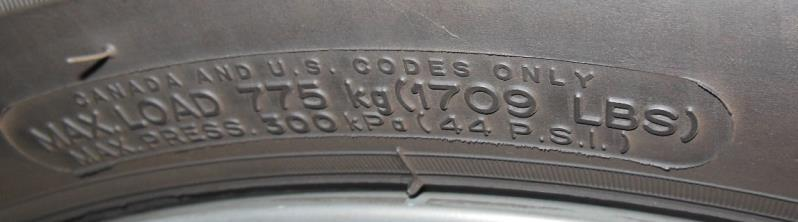 CANADA AND U.S. CODES ONLY
MAX. LOAD 775 kg (1709 LBS)
MAX. PRESS. 300 kPa (44 P.S.I.)